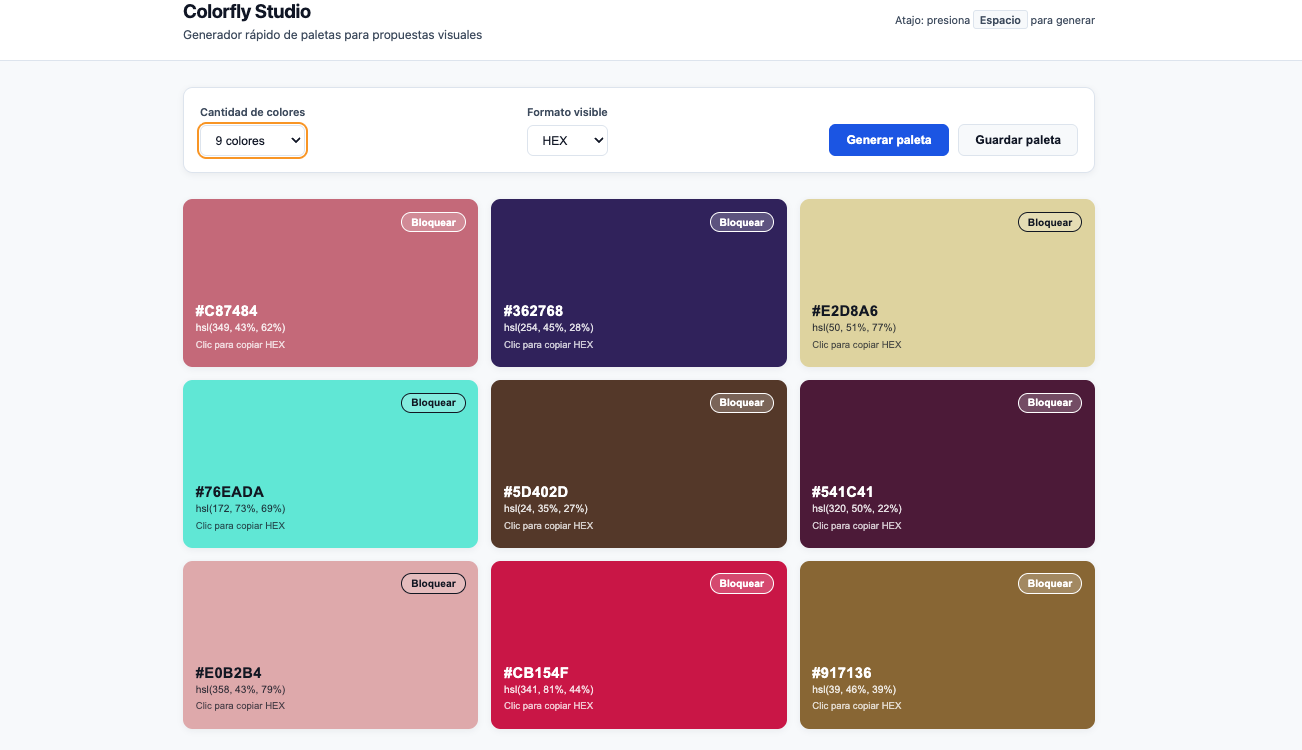 Colorfly Studio
Generador rápido de paletas para propuestas visuales
Atajo: presiona Espacio para generar
Cantidad de colores
9 colores
Formato visible
HEX
Generar paleta
Guardar paleta
Bloquear
#C87484
hsl(349, 43%, 62%)
Clic para copiar HEX
Bloquear
#362768
hsl(254, 45%, 28%)
Clic para copiar HEX
Bloquear
#E2D8A6
hsl(50, 51%, 77%)
Clic para copiar HEX
Bloquear
#76EADA
hsl(172, 73%, 69%)
Clic para copiar HEX
Bloquear
#5D402D
hsl(24, 35%, 27%)
Clic para copiar HEX
Bloquear
#541C41
hsl(320, 50%, 22%)
Clic para copiar HEX
Bloquear
#E0B2B4
hsl(358, 43%, 79%)
Clic para copiar HEX
Bloquear
#CB154F
hsl(341, 81%, 44%)
Clic para copiar HEX
Bloquear
#917136
hsl(39, 46%, 39%)
Clic para copiar HEX